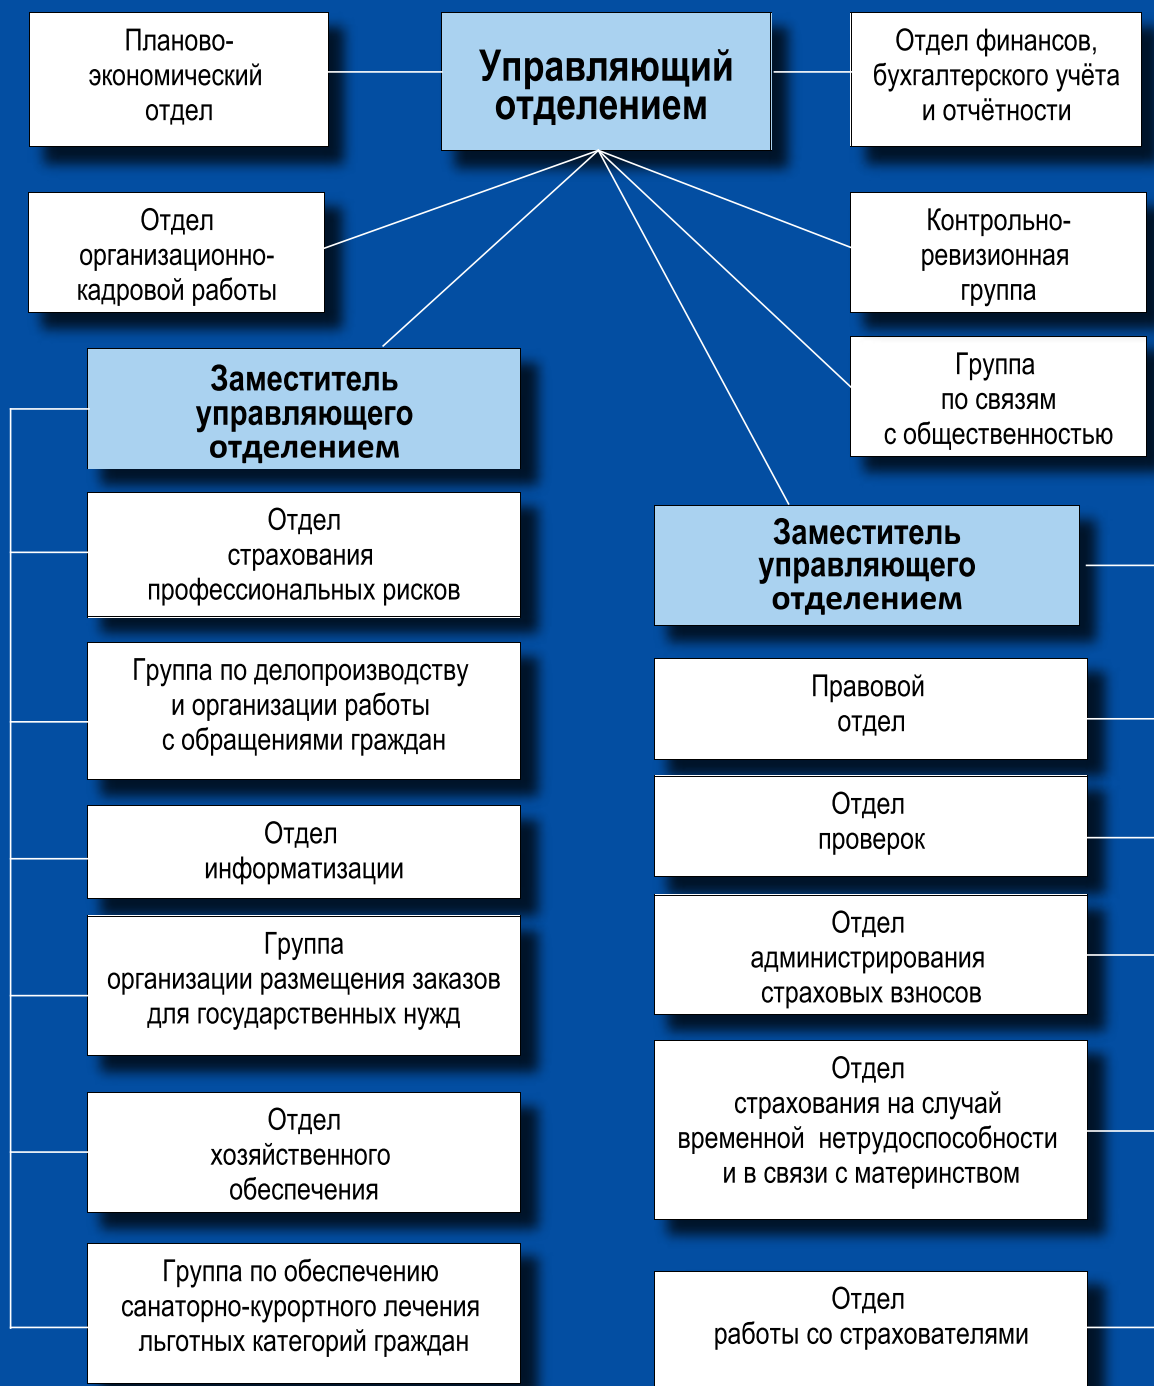 Планово-
экономический
отдел
Управляющий
отделением
Отдел финансов,
бухгалтерского учёта
и отчётности
Отдел
организационно-
кадровой работы
Контрольно-
ревизионная
группа
Группа
по связям
с общественностью
Заместитель
управляющего
отделением
Отдел
страхования
профессиональных рисков
Группа по делопроизводству
и организации работы
с обращениями граждан
Отдел
информатизации
Группа
организации размещения заказов
для государственных нужд
Отдел
хозяйственного
обеспечения
Группа по обеспечению
санаторно-курортного лечения
льготных категорий граждан
Заместитель
управляющего
отделением
Правовой
отдел
Отдел
проверок
Отдел
администрирования
страховых взносов
Отдел
страхования на случай
временной нетрудоспособности
и в связи с материнством
Отдел
работы со страхователями